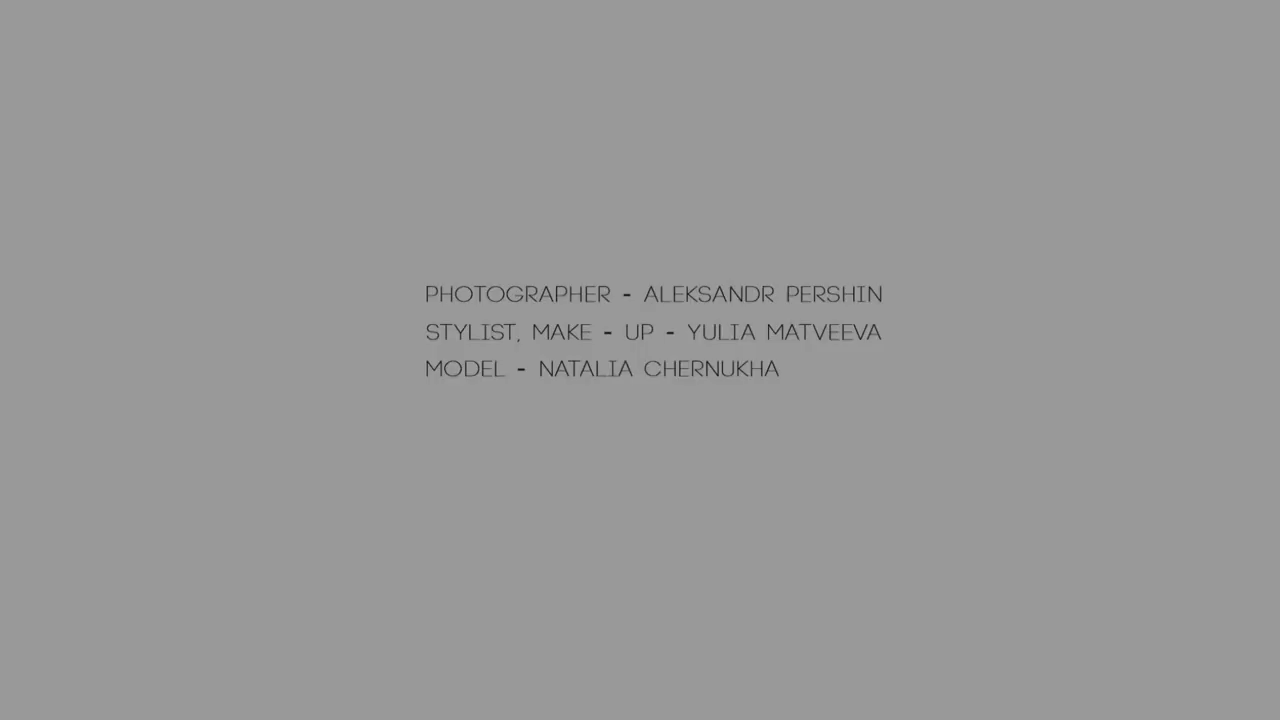 PHOTOGRAPHER - ALEKSANDR PERSHIN
STYLIST, MAKE - UP - YULIA MATVEEVA
MODEL - NATALIA CHERNUKHA